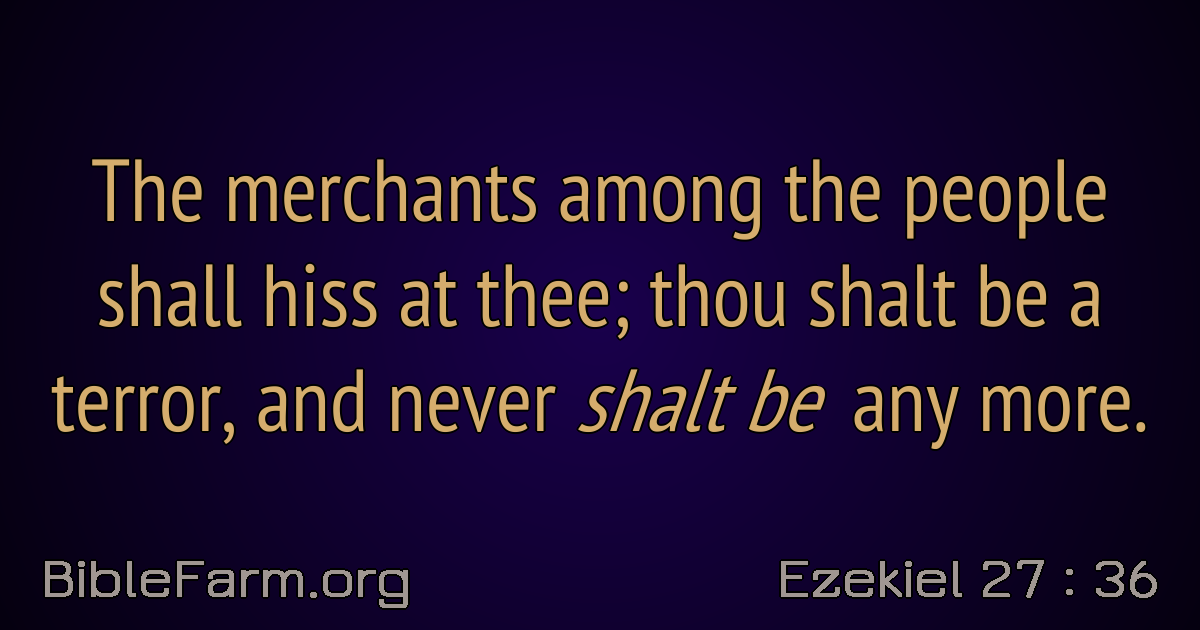 The merchants among the people
shall hiss at thee; thou shalt be a
terror, and never shalt be any more.
BibleFarm.org
Ezekiel 27 : 36